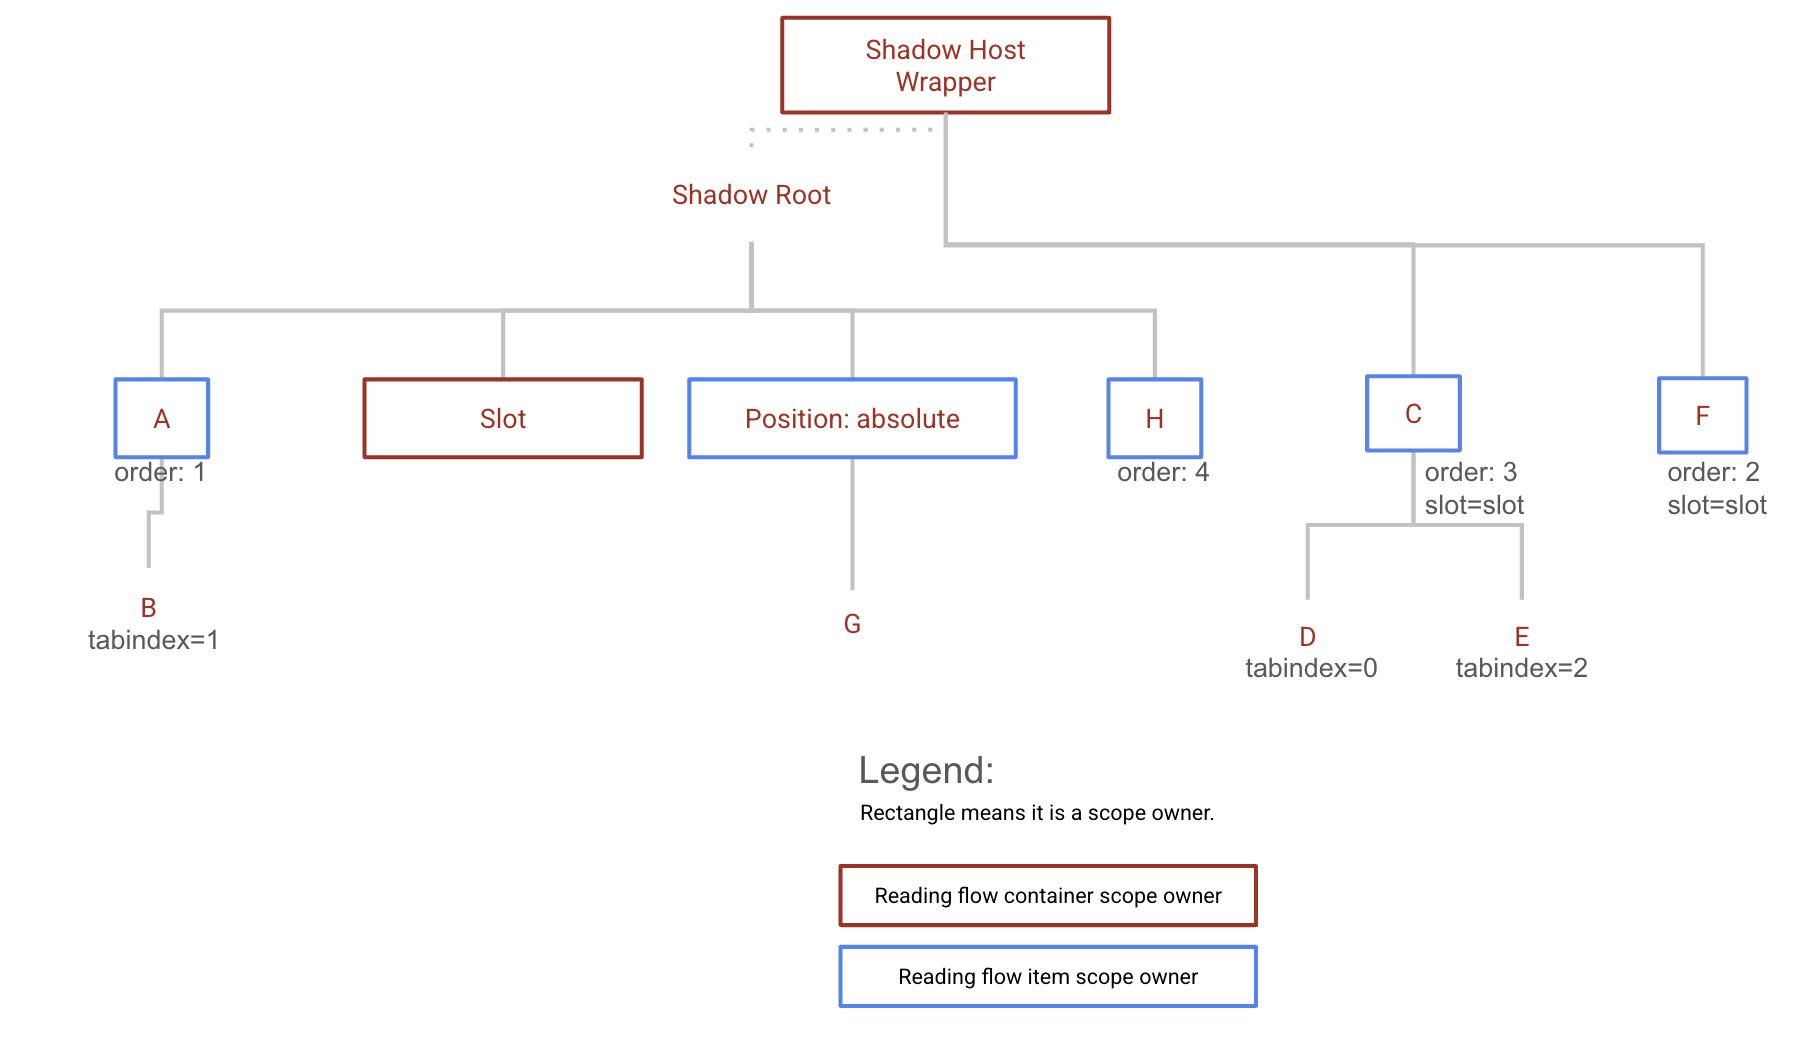 Shadow Host
Wrapper
Shadow Root
A
order: 1
Slot
Position: absolute
H
order: 4
C
order: 3
slot=slot
F
order: 2
slot=slot
B
tabindex=1
G
D
tabindex=0
E
tabindex=2
Legend:
Rectangle means it is a scope owner.
Reading flow container scope owner
Reading flow item scope owner